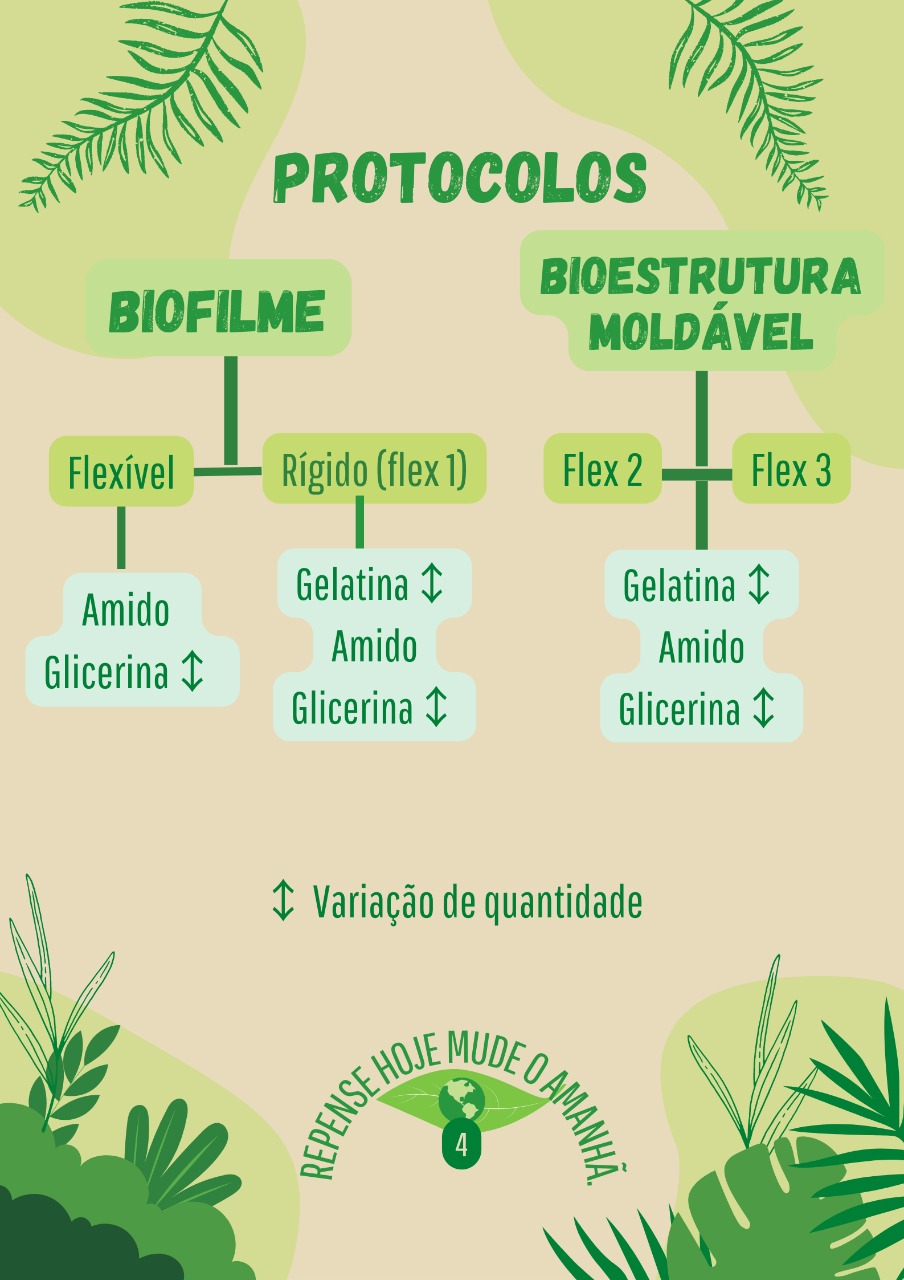 PROTOCOLOS
BIOFILME
BIOESTRUTURA
MOLDÁVEL
Flexível
Rígido (flex 1)
Flex 2
Flex 3
Amido
Glicerina ↕
Gelatina ↕
Amido
Glicerina ↕
Gelatina ↕
Amido
Glicerina ↕
↕ Variação de quantidade
REPENSE HOJE MUDE O AMANHÃ.
4